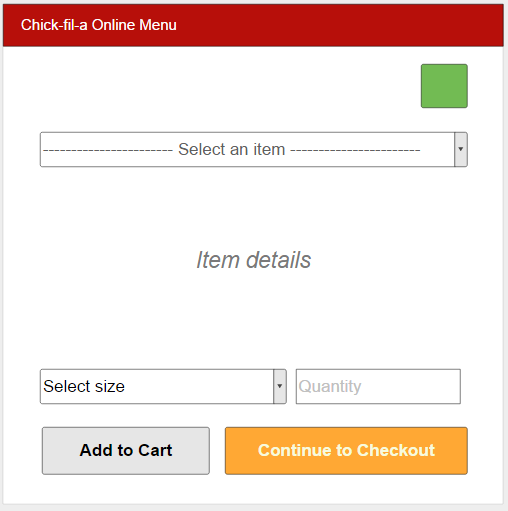 Chick-fil-a Online Menu
----------------------- Select an item -----------------------
Item details
Select size
Quantity
Add to Cart
Continue to Checkout